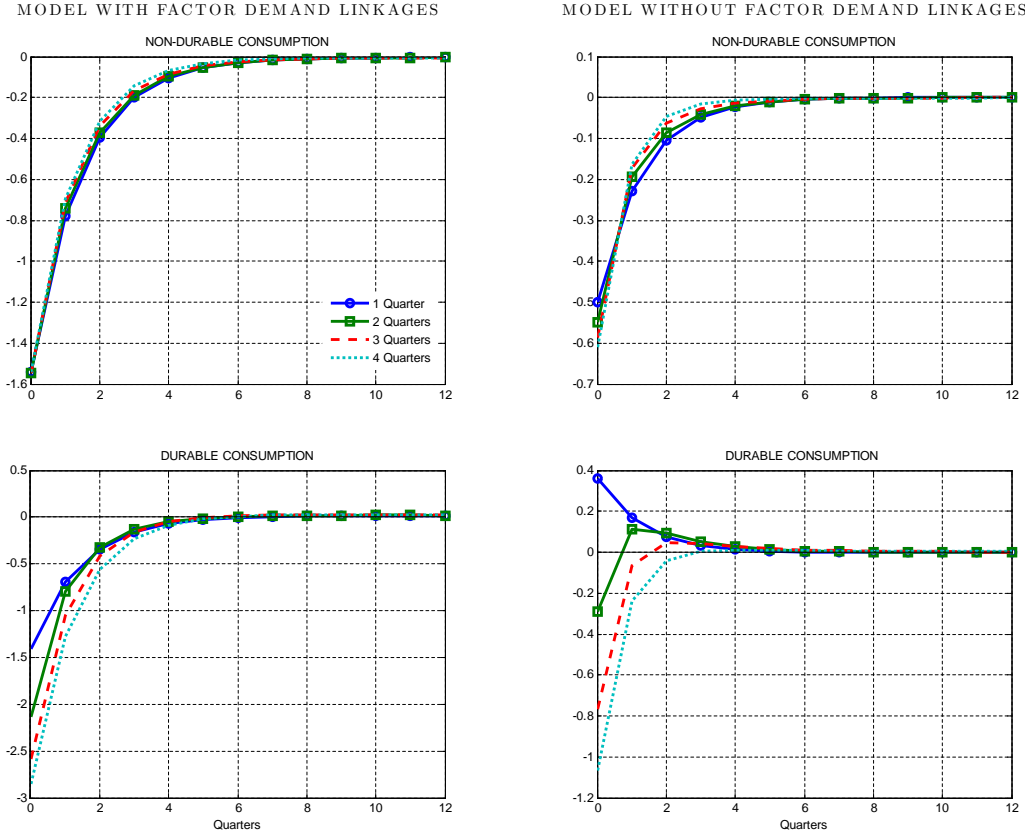 MODEL WITH FACTOR DEMAND LINKAGES
MODEL WITHOUT FACTOR DEMAND LINKAGES
NON-DURABLE CONSUMPTION
0
-0.2
-0.4
-0.6
-0.8
-1
-1.2
-1.4
-1.6
0 2 4 6 8 10 12
1 Quarter
2 Quarters
3 Quarters
4 Quarters
NON-DURABLE CONSUMPTION
0.1
0
-0.1
-0.2
-0.3
-0.4
-0.5
-0.6
-0.7
0 2 4 6 8 10 12
DURABLE CONSUMPTION
0.5
0
-0.5
-1
-1.5
-2
-2.5
-3
0 2 4 6 8 10 12
Quarters
DURABLE CONSUMPTION
0.4
0.2
0
-0.2
-0.4
-0.6
-0.8
-1
-1.2
0 2 4 6 8 10 12
Quarters